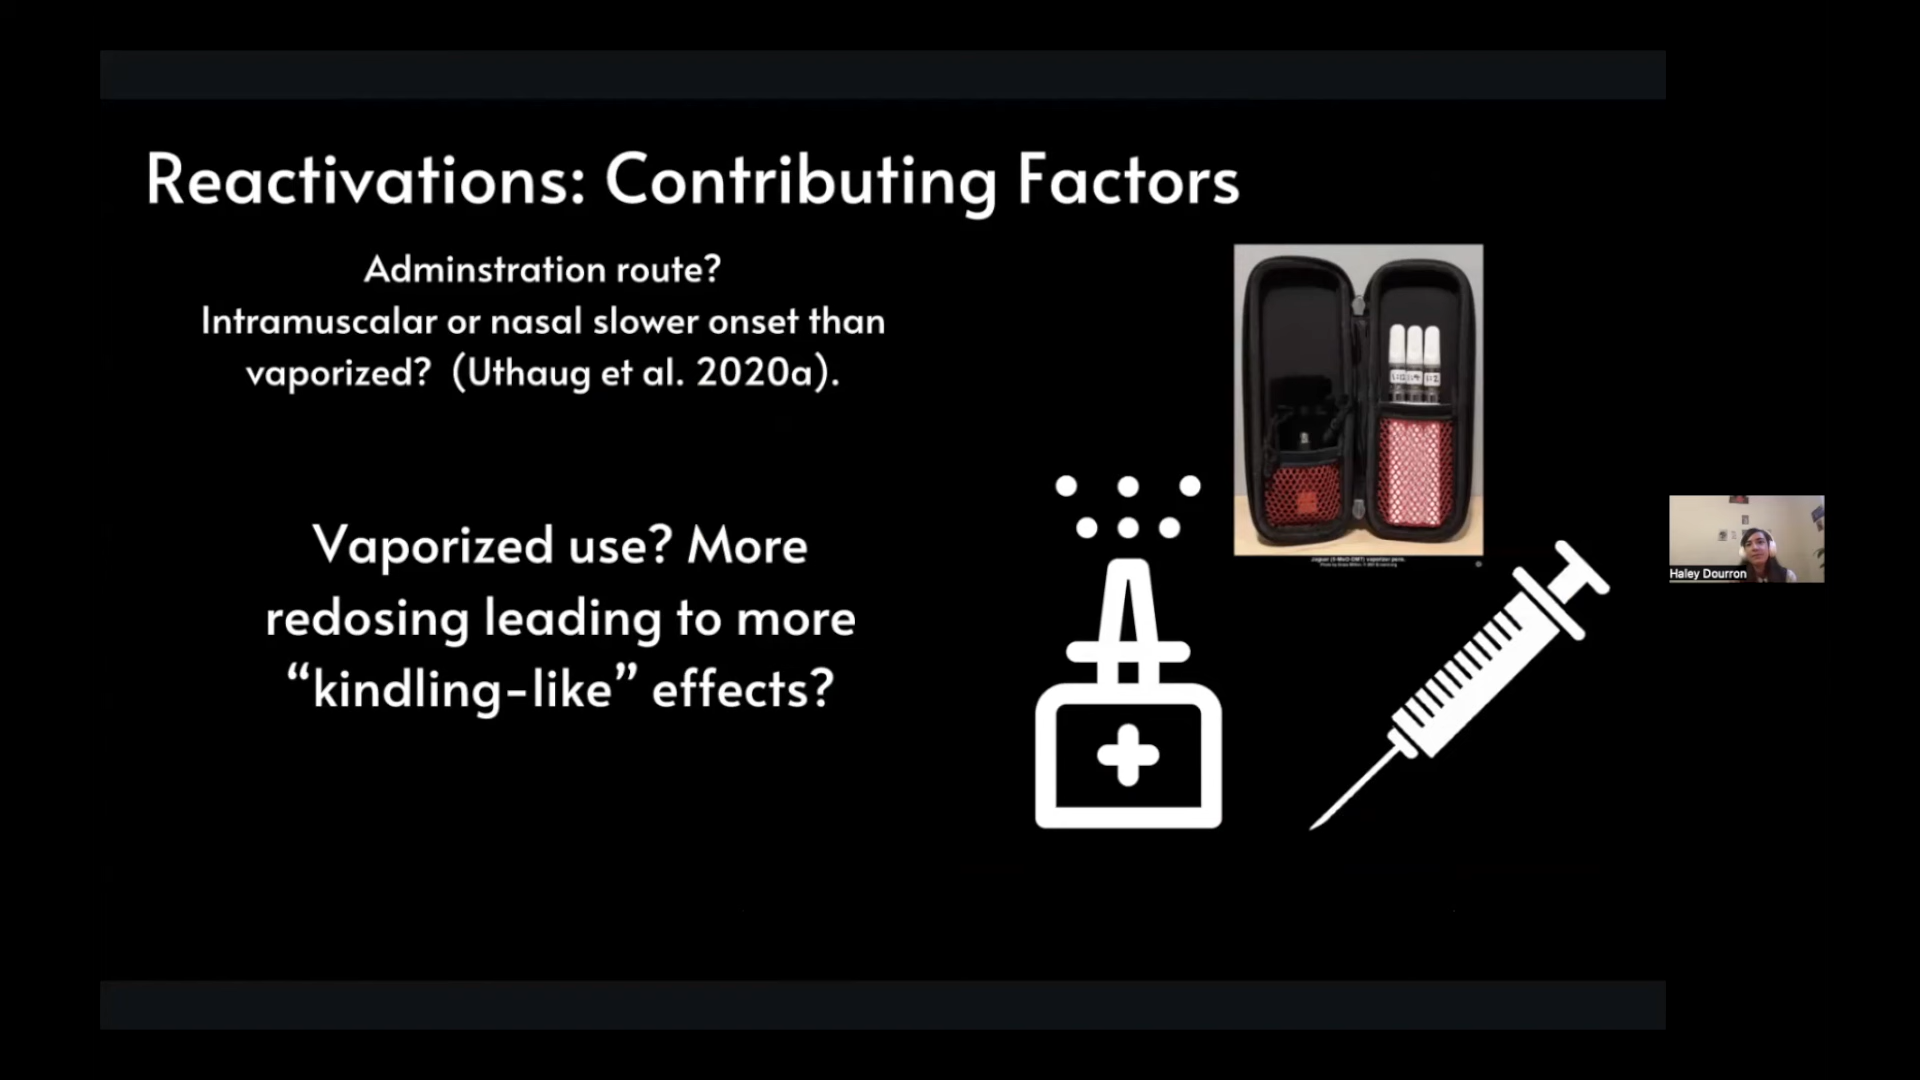 Reactivations: Contributing Factors
Adminstration route?
Intramuscalar or nasal slower onset than
vaporized? (Uthaug et al. 2020a).
Vaporized use? More
redosing leading to more
“kindling-like” effects?
Haley Dourron